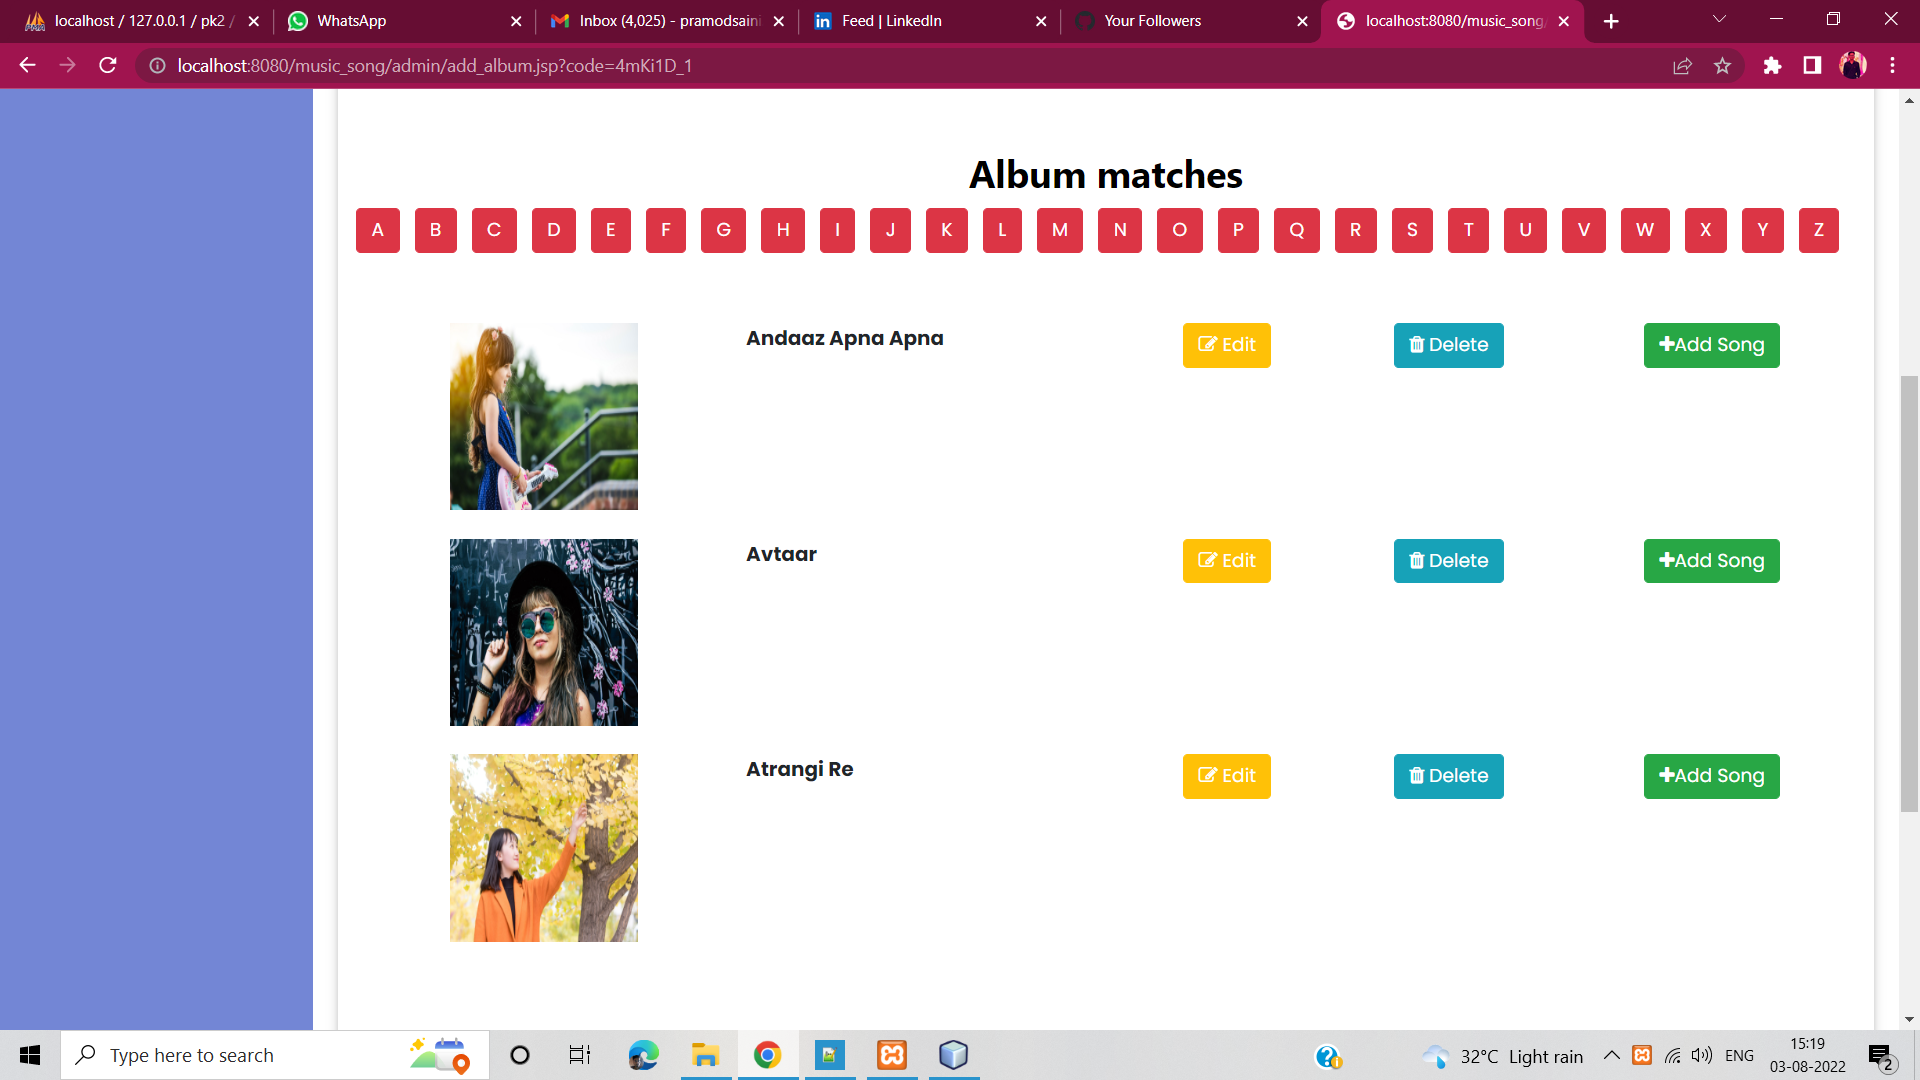 localhost / 127.0.0.1 / pk2 /
WhatsApp
Inbox (4,025) - pramodsaini
Feed | LinkedIn
Your Followers
localhost:8080/music_song/
localhost:8080/music_song/admin/add_album.jsp?code=4mKi1D_1
Album matches
A B C D E F G H I J K L M N O P Q R S T U V W X Y Z
Andaaz Apna Apna Edit Delete Add Song
Avtaar Edit Delete Add Song
Atrangi Re Edit Delete Add Song
Type here to search
32°C Light rain
ENG
15:19
03-08-2022
2